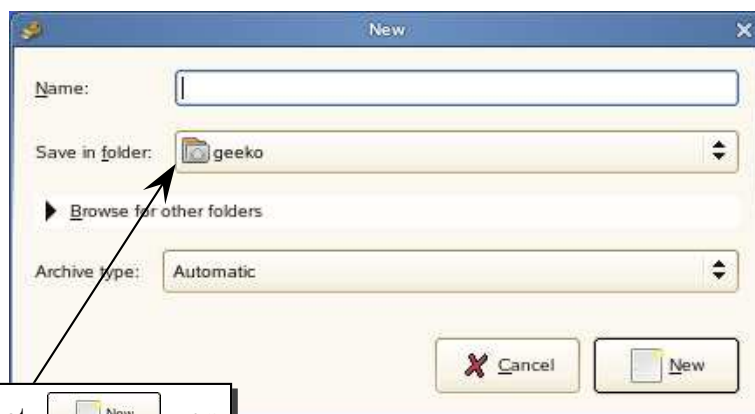 New
Name:
Save in folder: geeko
Browse for other folders
Archive type: Automatic
Cancel New
New